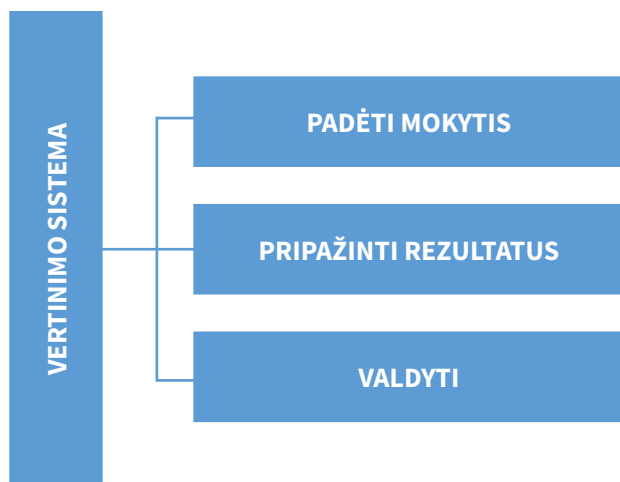 VERTINIMO SISTEMA
PADĖTI MOKYTIS
PRIPAŽINTI REZULTATUS
VALDYTI